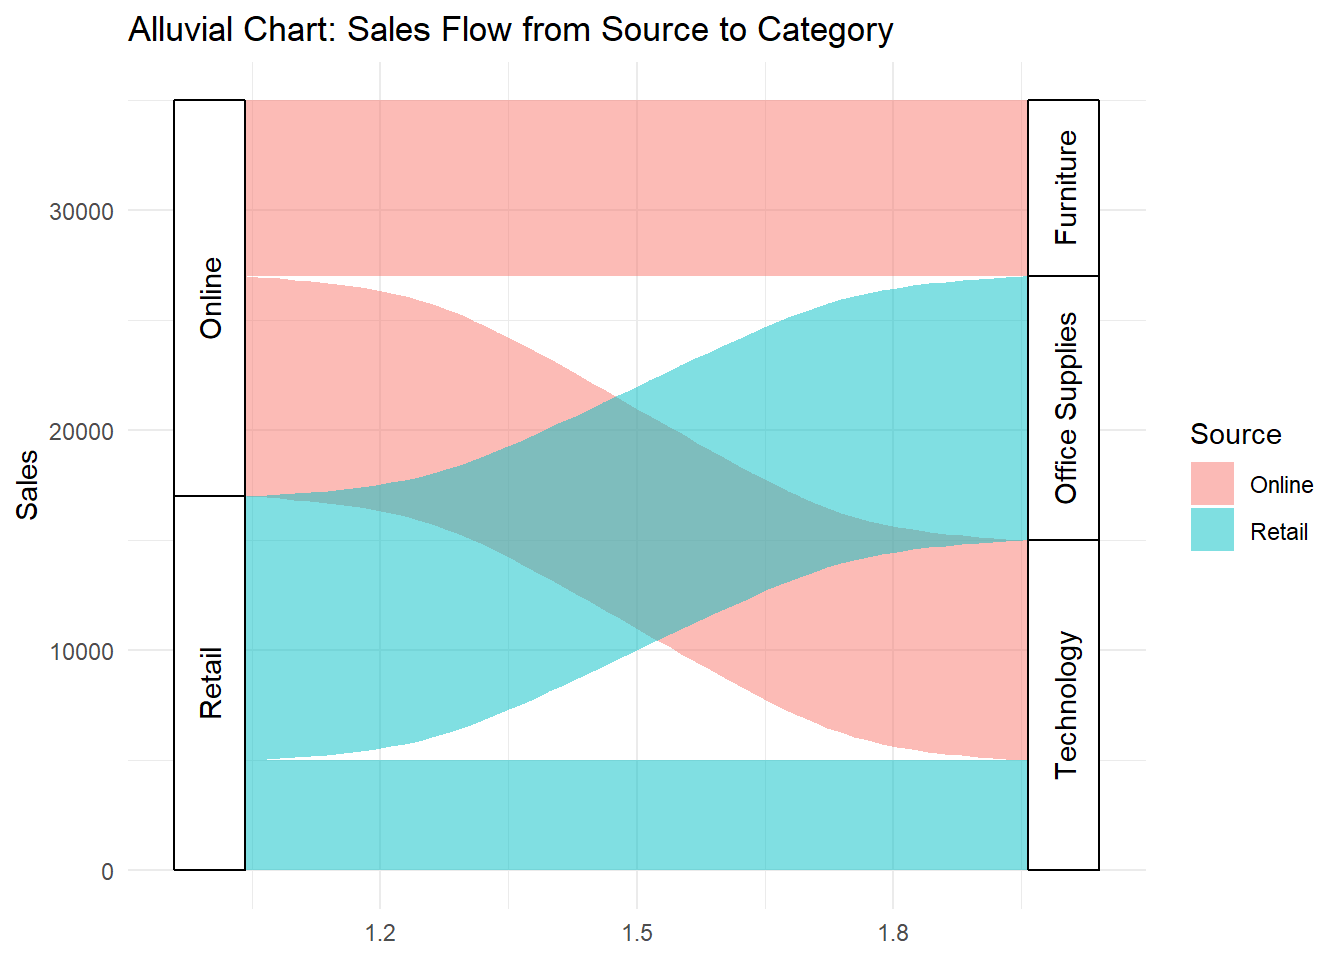 Alluvial Chart: Sales Flow from Source to Category
Sales
30000
20000
10000
0
Online
Retail
Furniture
Office Supplies
Technology
1.2
1.5
1.8
Source
Online
Retail